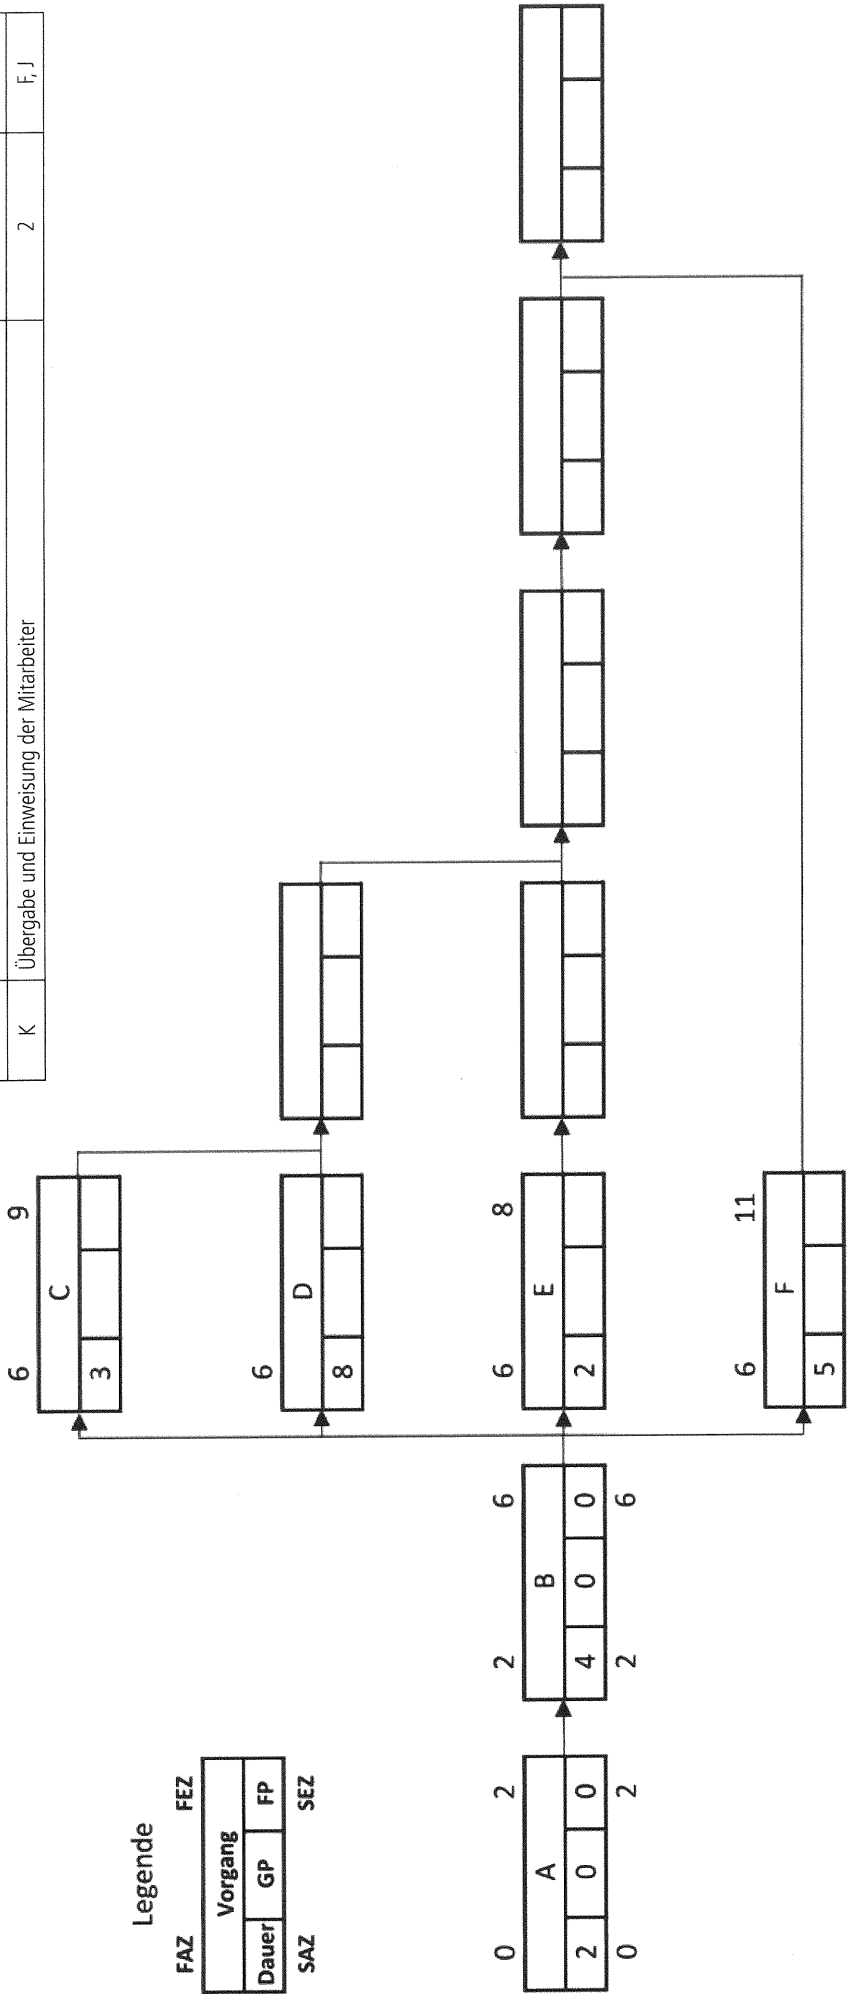 K Übergabe und Einweisung der Mitarbeiter 2 F, J
Legende
FAZ FEZ
Vorgang
Dauer GP FP
SAZ SEZ
0 2
A
2 0 0
0 2
2 6
B
4 0 0
2 6
6 9
C
3
6
D
8
6 8
E
2
6 11
F
5